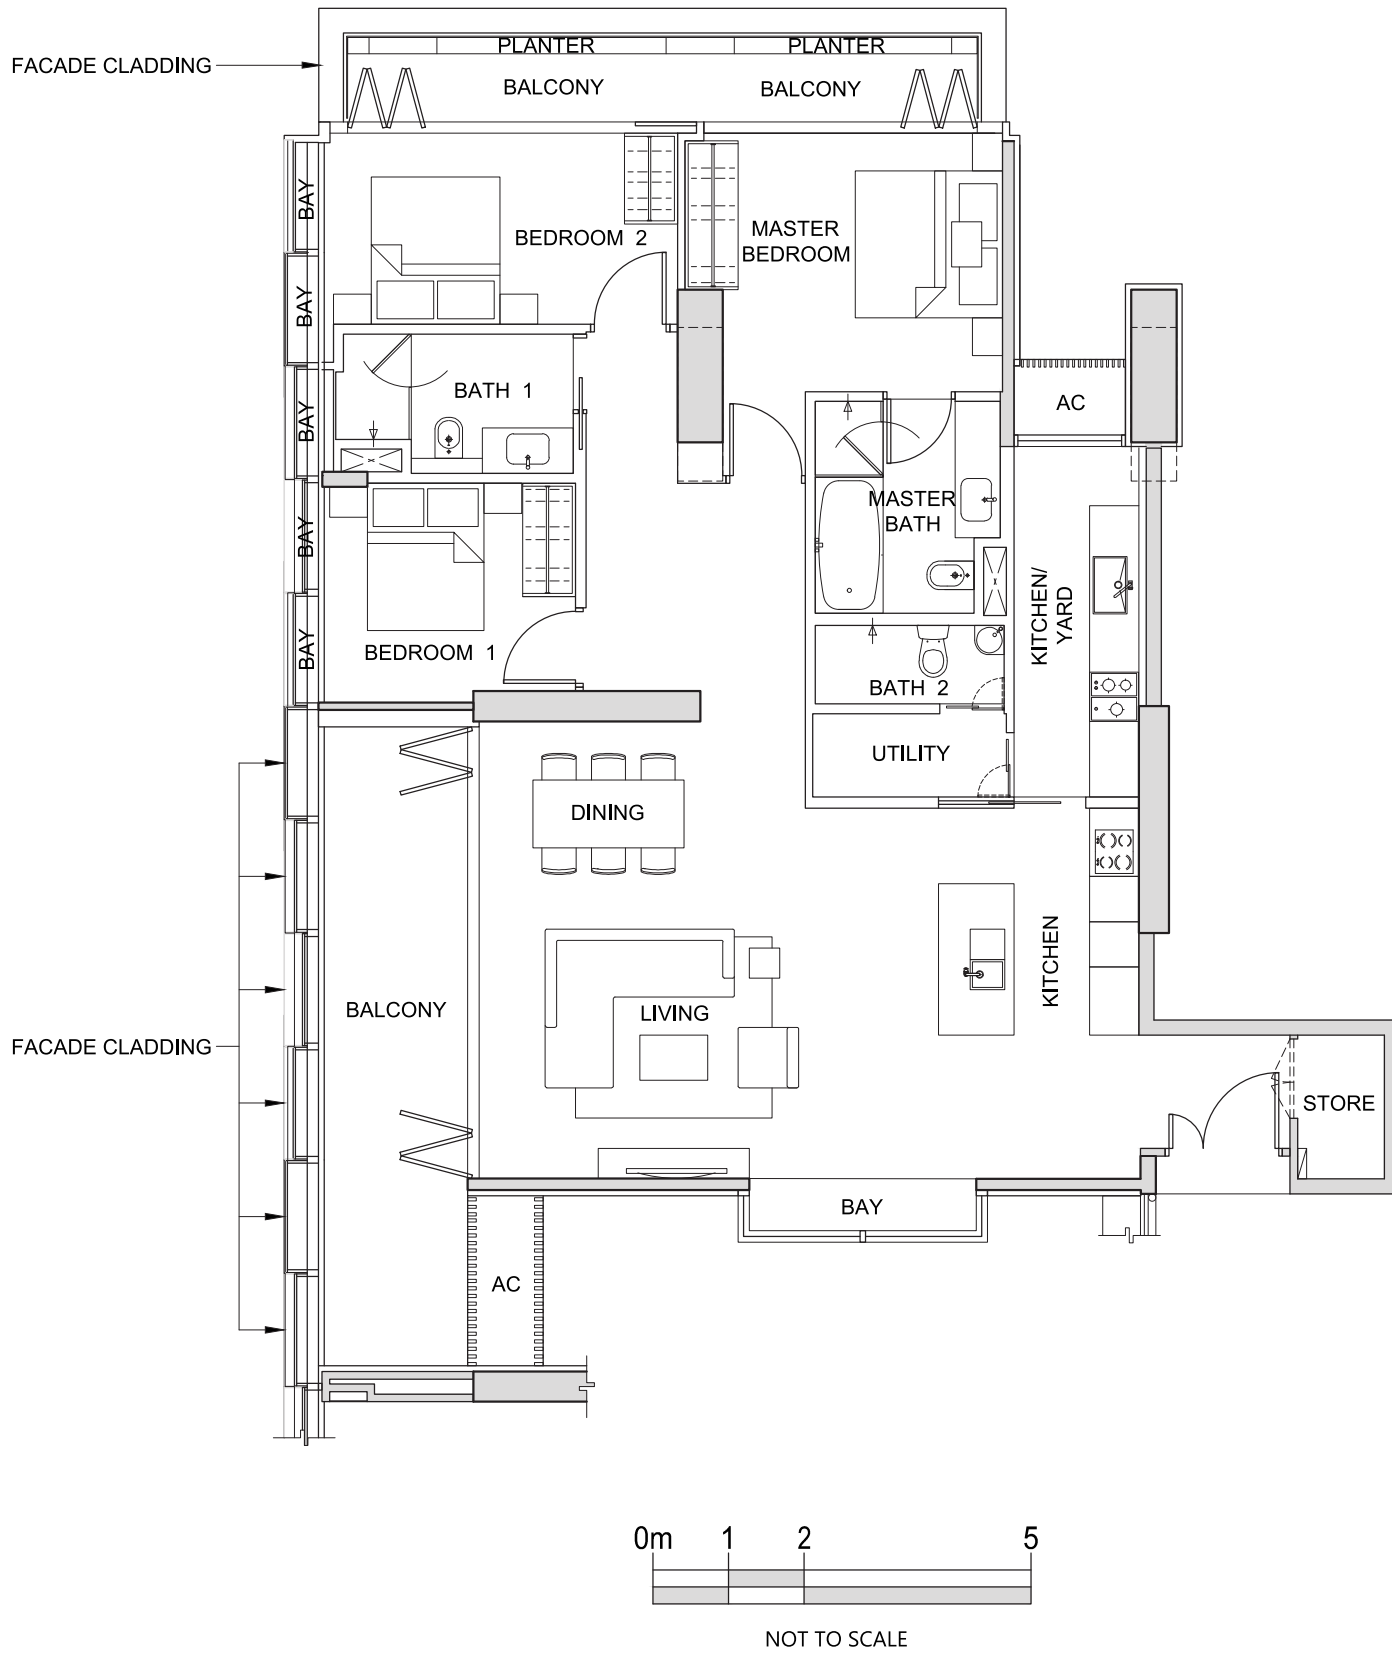 PLANTER
PLANTER
FACADE CLADDING
BALCONY
BALCONY
BAY
BEDROOM 2
MASTER
BEDROOM
BAY
BATH 1
AC
BAY
MASTER
BATH
BAY
KITCHEN/
YARD
BAY
BEDROOM 1
BATH 2
UTILITY
DINING
KITCHEN
BALCONY
LIVING
FACADE CLADDING
STORE
BAY
AC
0m 1 2 5
NOT TO SCALE